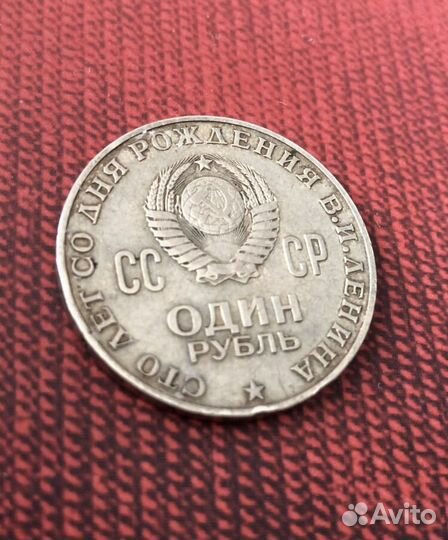 СТО ЛЕТ СО ДНЯ РОЖДЕНИЯ В.И.ЛЕНИНА
СС СР
ОДИН
РУБЛЬ
Avito